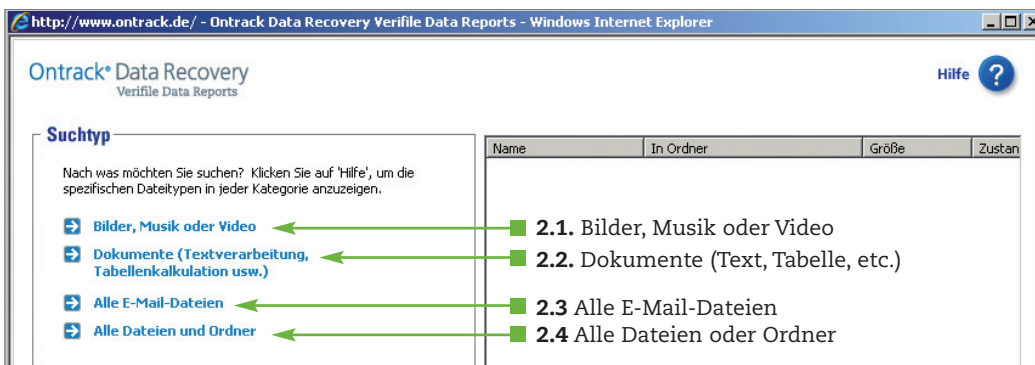 http://www.ontrack.de/ - Ontrack Data Recovery Verifile Data Reports - Windows Internet Explorer
Ontrack® Data Recovery
Verifile Data Reports
Hilfe ?
Suchtyp
Nach was möchten Sie suchen? Klicken Sie auf 'Hilfe', um die
spezifischen Dateitypen in jeder Kategorie anzuzeigen.
Name In Ordner Größe Zustan
Bilder, Musik oder Video
Dokumente (Textverarbeitung,
Tabellenkalkulation usw.)
Alle E-Mail-Dateien
Alle Dateien und Ordner
2.1. Bilder, Musik oder Video
2.2. Dokumente (Text, Tabelle, etc.)
2.3 Alle E-Mail-Dateien
2.4 Alle Dateien oder Ordner